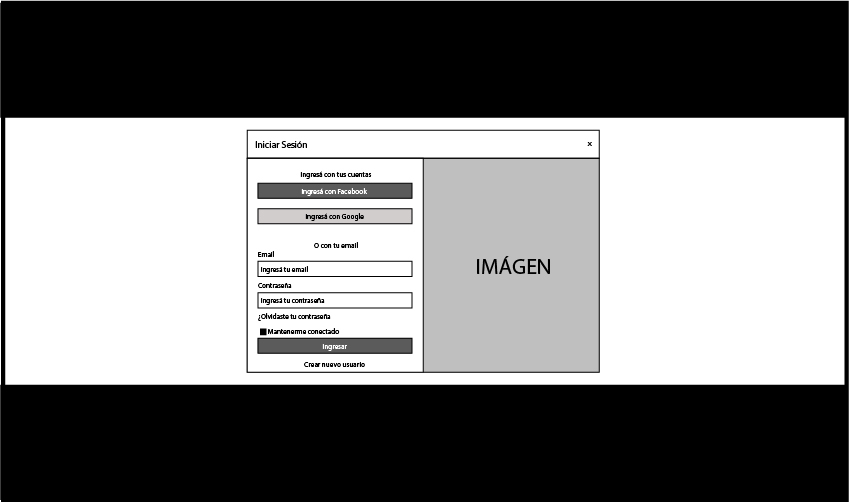 Iniciar Sesión
x
Ingresá con tus cuentas
Ingresá con Facebook
Ingresá con Google
O con tu email
Email
Ingresá tu email
Contraseña
Ingresá tu contraseña
¿Olvidaste tu contraseña
Mantenerme conectado
Ingresar
Crear nuevo usuario
IMÁGEN